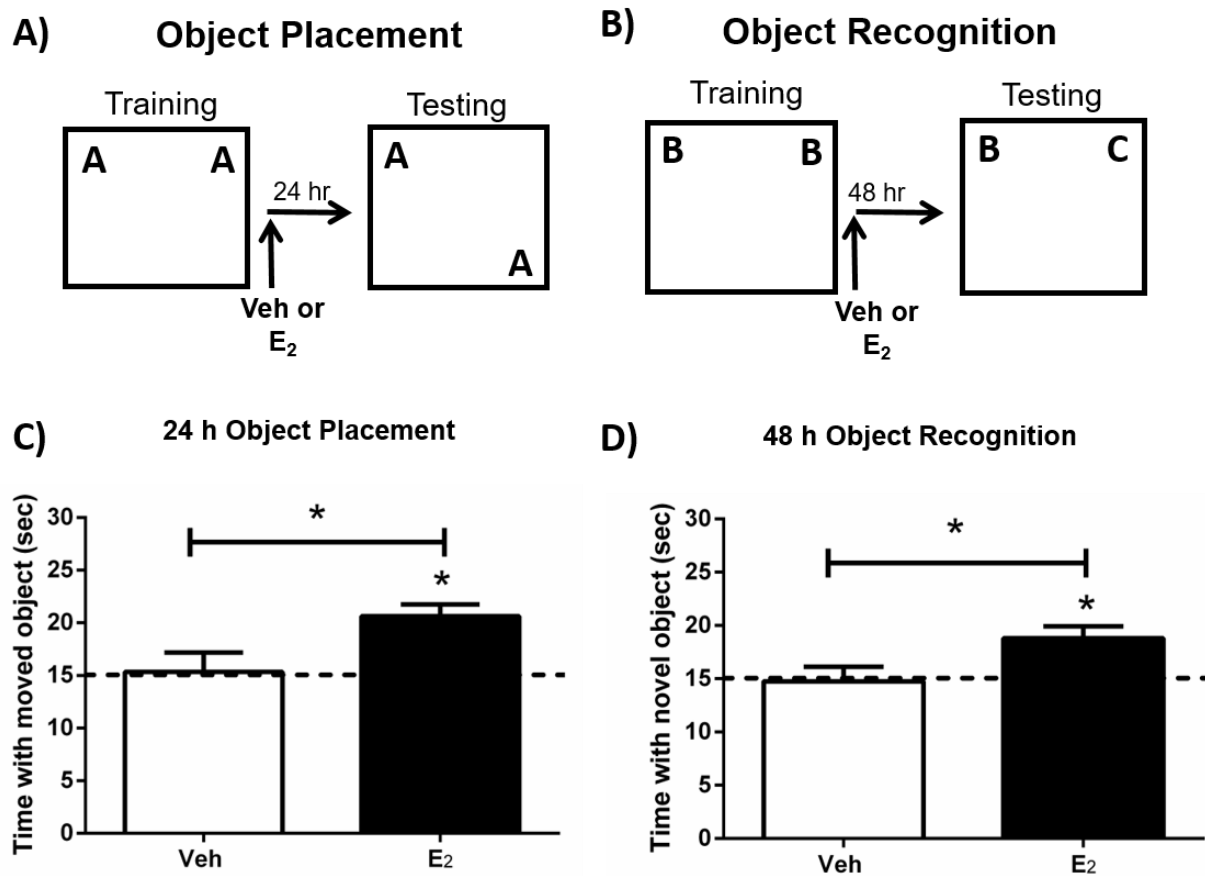 A) Object Placement
Training Testing
A A A
24 hr
A
Veh or
E₂
B) Object Recognition
Training Testing
B B B C
48 hr
Veh or
E₂
C) 24 h Object Placement
Time with moved object (sec)
30
*
25
*
20
15
10
5
0
Veh E₂
D) 48 h Object Recognition
Time with novel object (sec)
30
*
25
*
20
15
10
5
0
Veh E₂